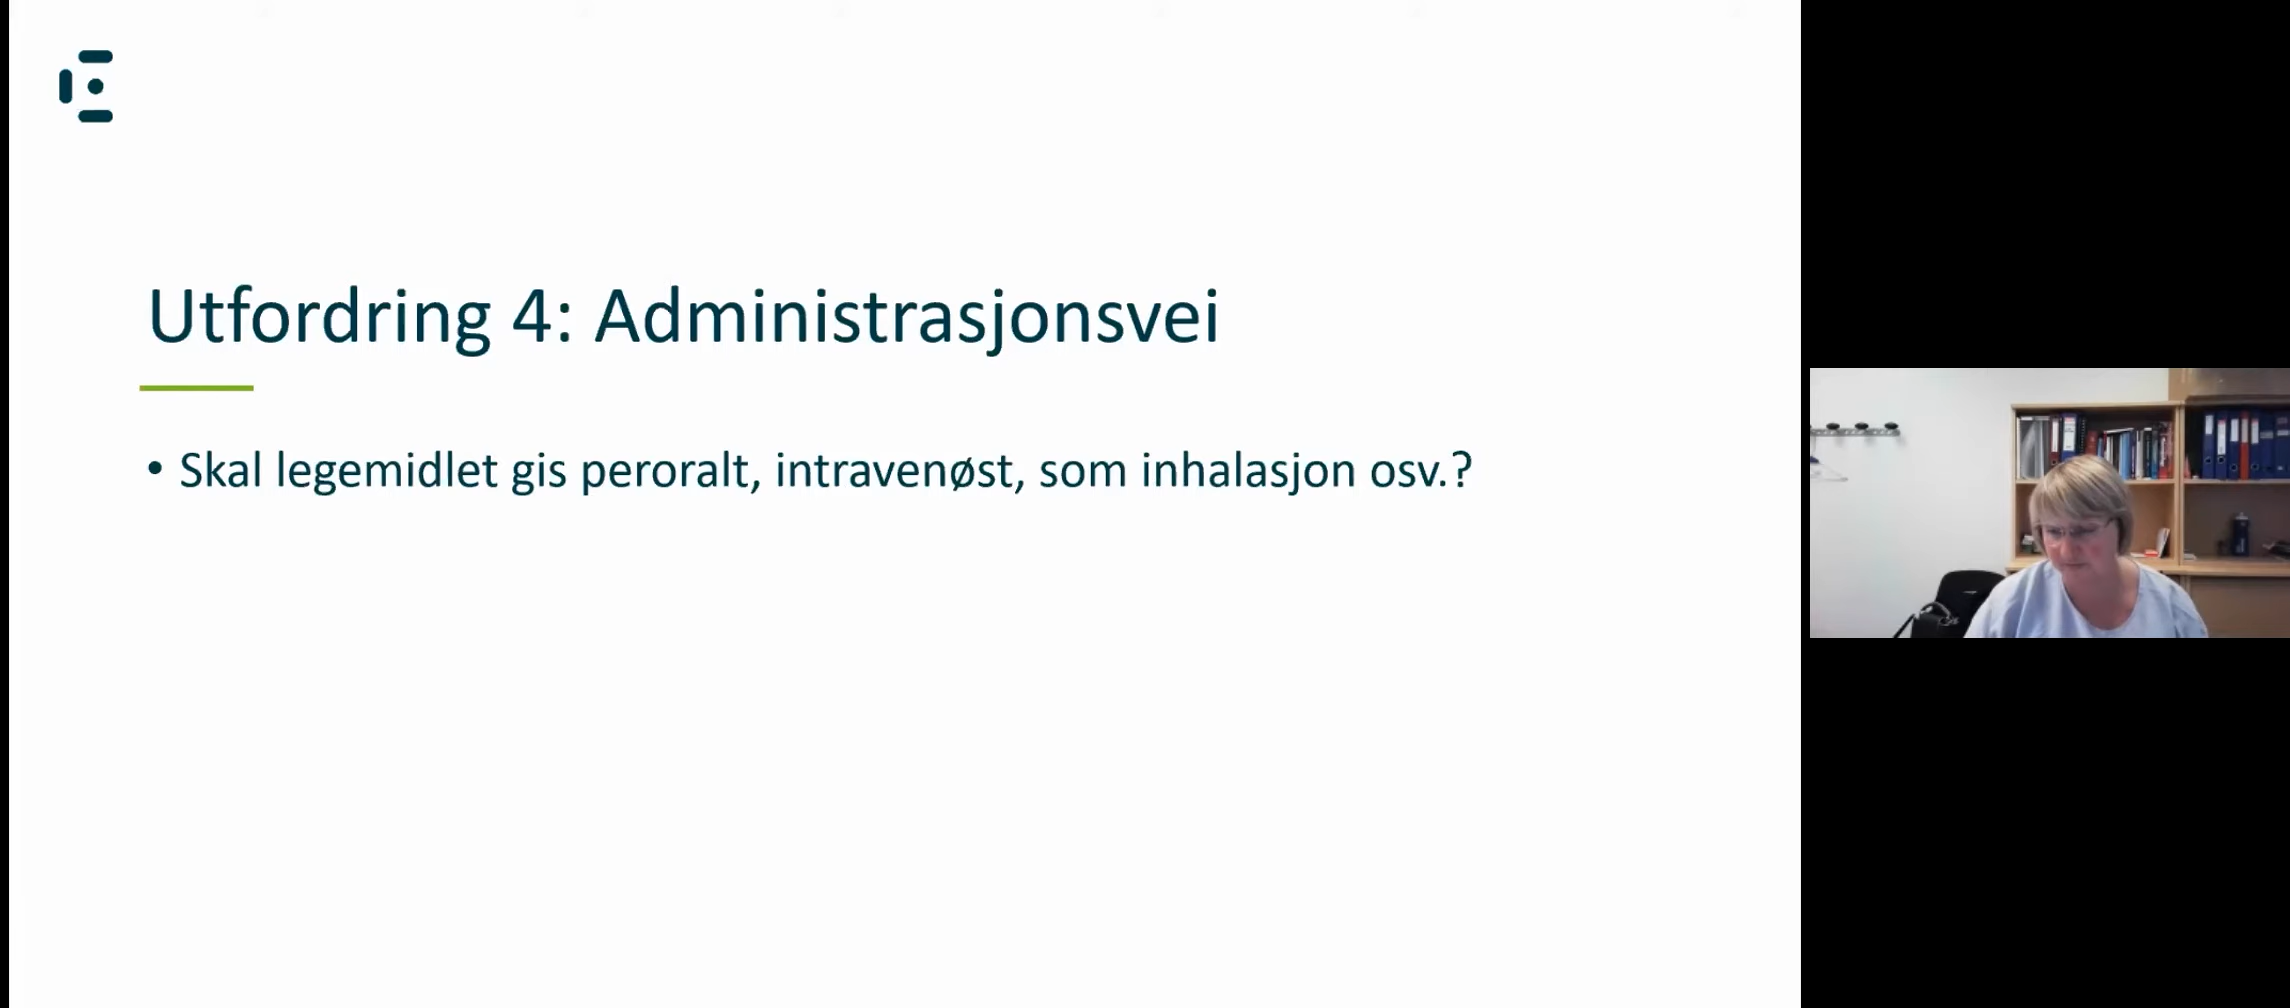 Utfordring 4: Administrasjonsvei
• Skal legemidlet gis peroralt, intravenøst, som inhalasjon osv.?